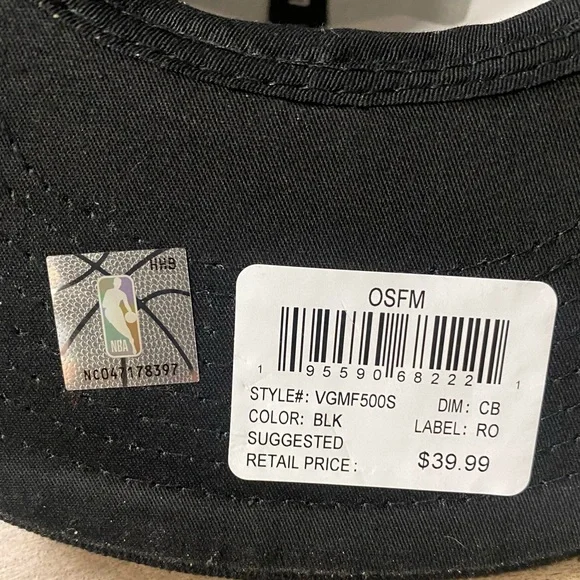 HH9
NBA
NC047178397
OSFM
1 95590 68222 1
STYLE#: VGMF500S DIM: CB
COLOR: BLK LABEL: RO
SUGGESTED
RETAIL PRICE: $39.99